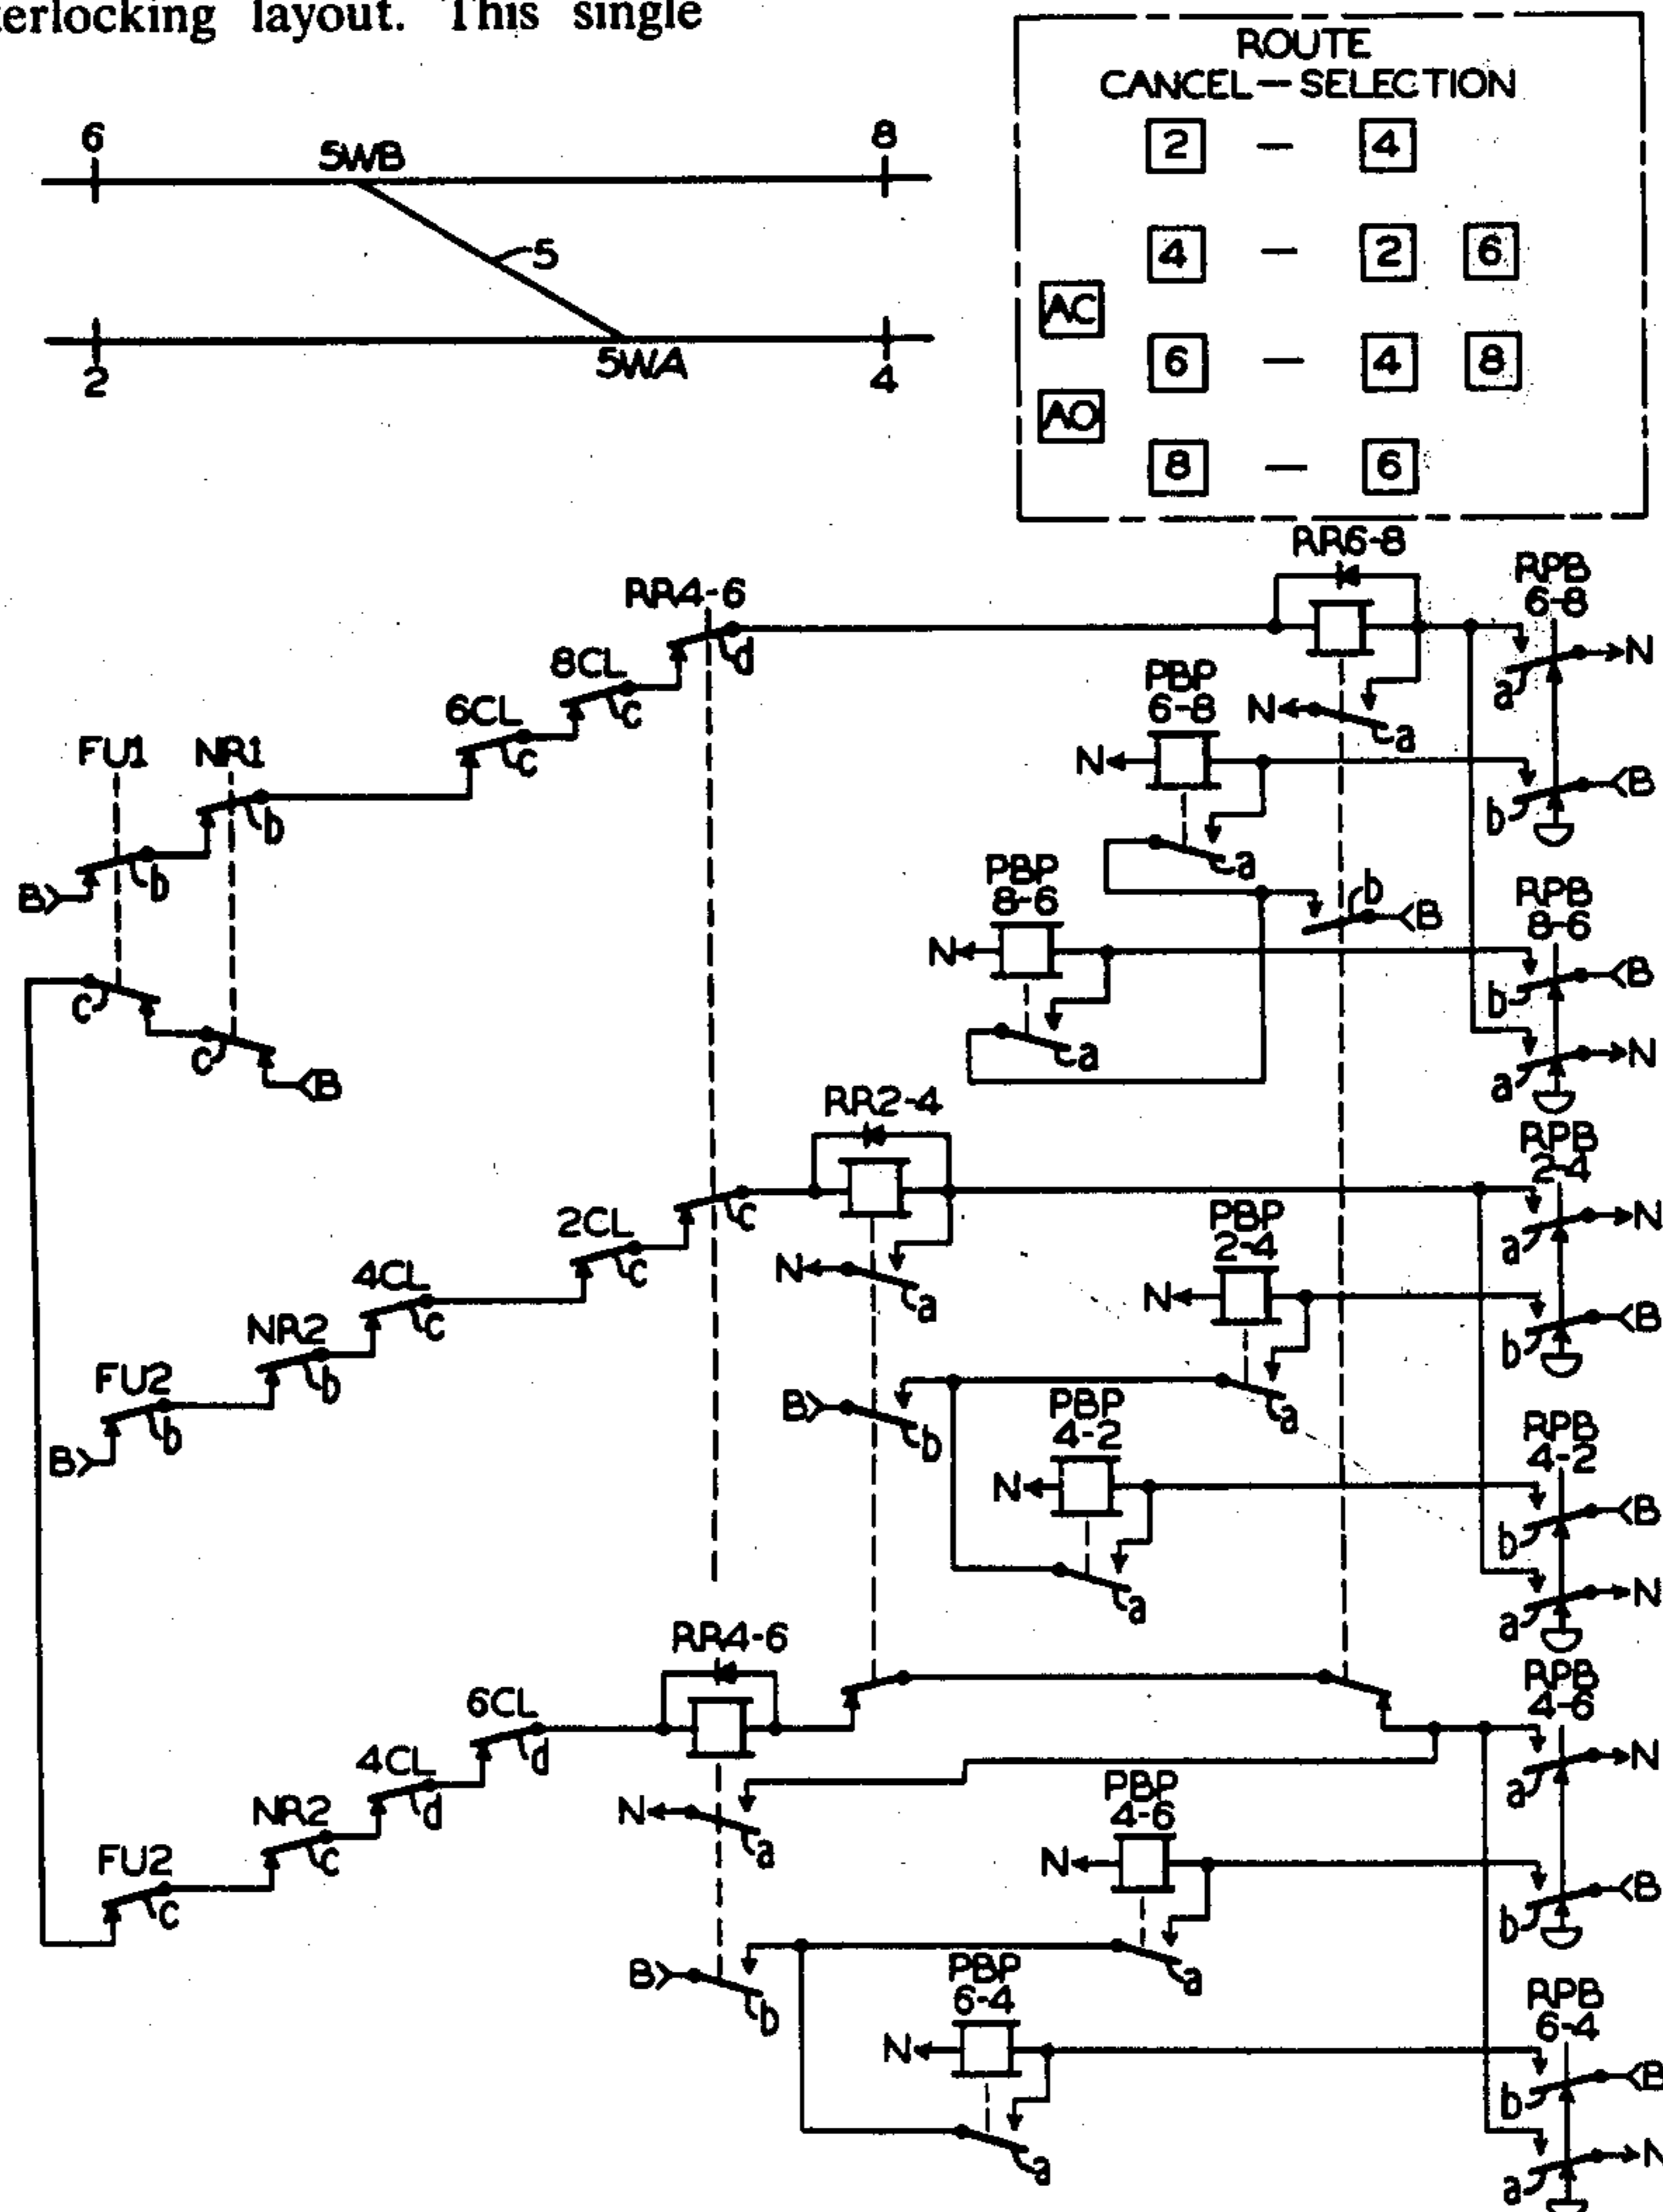 erlocking layout. This single
6 5WB 8
5
2 5WA 4
ROUTE
CANCEL — SELECTION
2 — 4
4 — 2 6
AC
6 — 4 8
AO
8 — 6
RR6-8
RPB
6-8
RR4-6
d
N
a
8CL
c
PBP
6-8
N
a
6CL
c
FU1
NR1
b
N
B
b
b
B
a
PBP
8-6
b
B
RPB
8-6
N
B
b
c
c
B
a
N
a
RR2-4
RPB
2-4
c
2CL
c
PBP
2-4
N
a
N
a
N
B
b
4CL
c
NR2
b
FU2
b
B
B
b
a
PBP
4-2
RPB
4-2
N
B
b
a
N
a
RR4-6
RPB
4-6
6CL
d
N
a
4CL
d
PBP
4-6
N
a
NR2
c
N
B
b
FU2
c
B
b
a
PBP
6-4
RPB
6-4
N
B
b
a
N
a